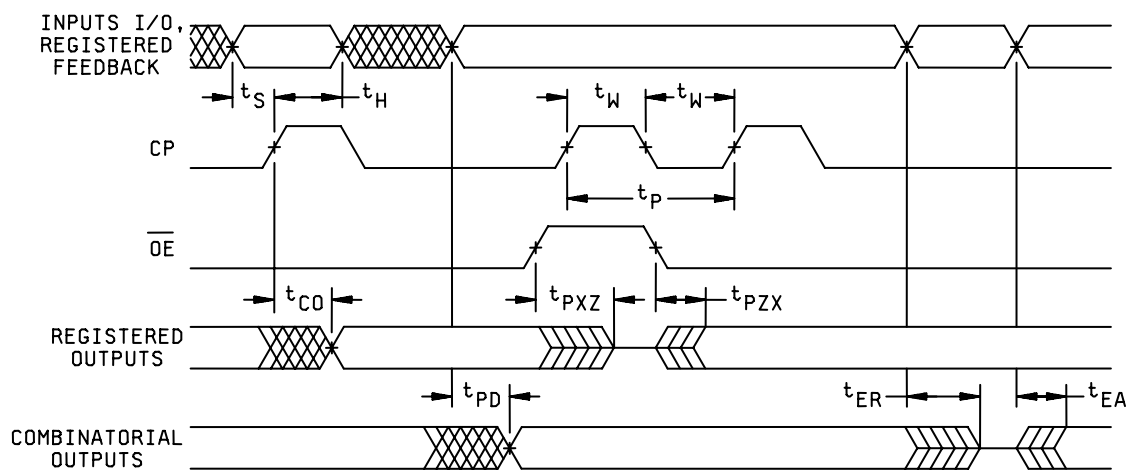 INPUTS I/O,
REGISTERED
FEEDBACK
tS
tH
tW
tW
CP
tP
OE
tCO
tPXZ
tPZX
REGISTERED
OUTPUTS
tPD
tER
tEA
COMBINATORIAL
OUTPUTS